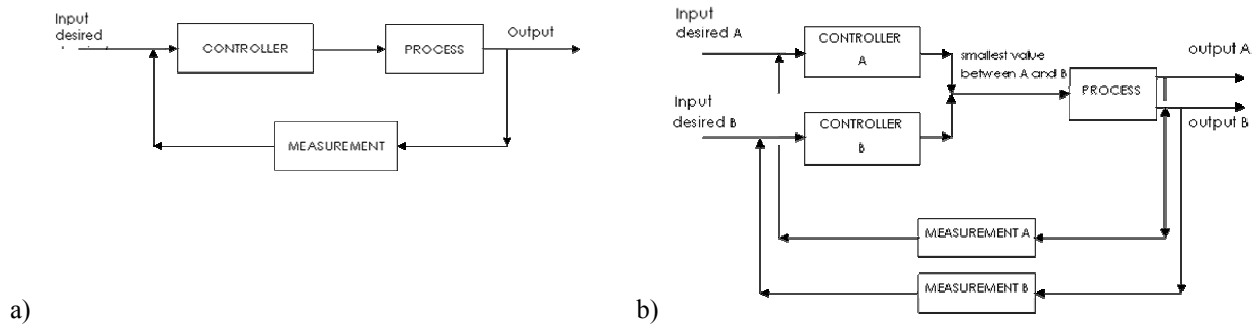 Input
desired
CONTROLLER
PROCESS
Output
MEASUREMENT
a)
Input
desired A
CONTROLLER
A
smallest value
between A and B
PROCESS
output A
output B
Input
desired B
CONTROLLER
B
MEASUREMENT A
MEASUREMENT B
b)